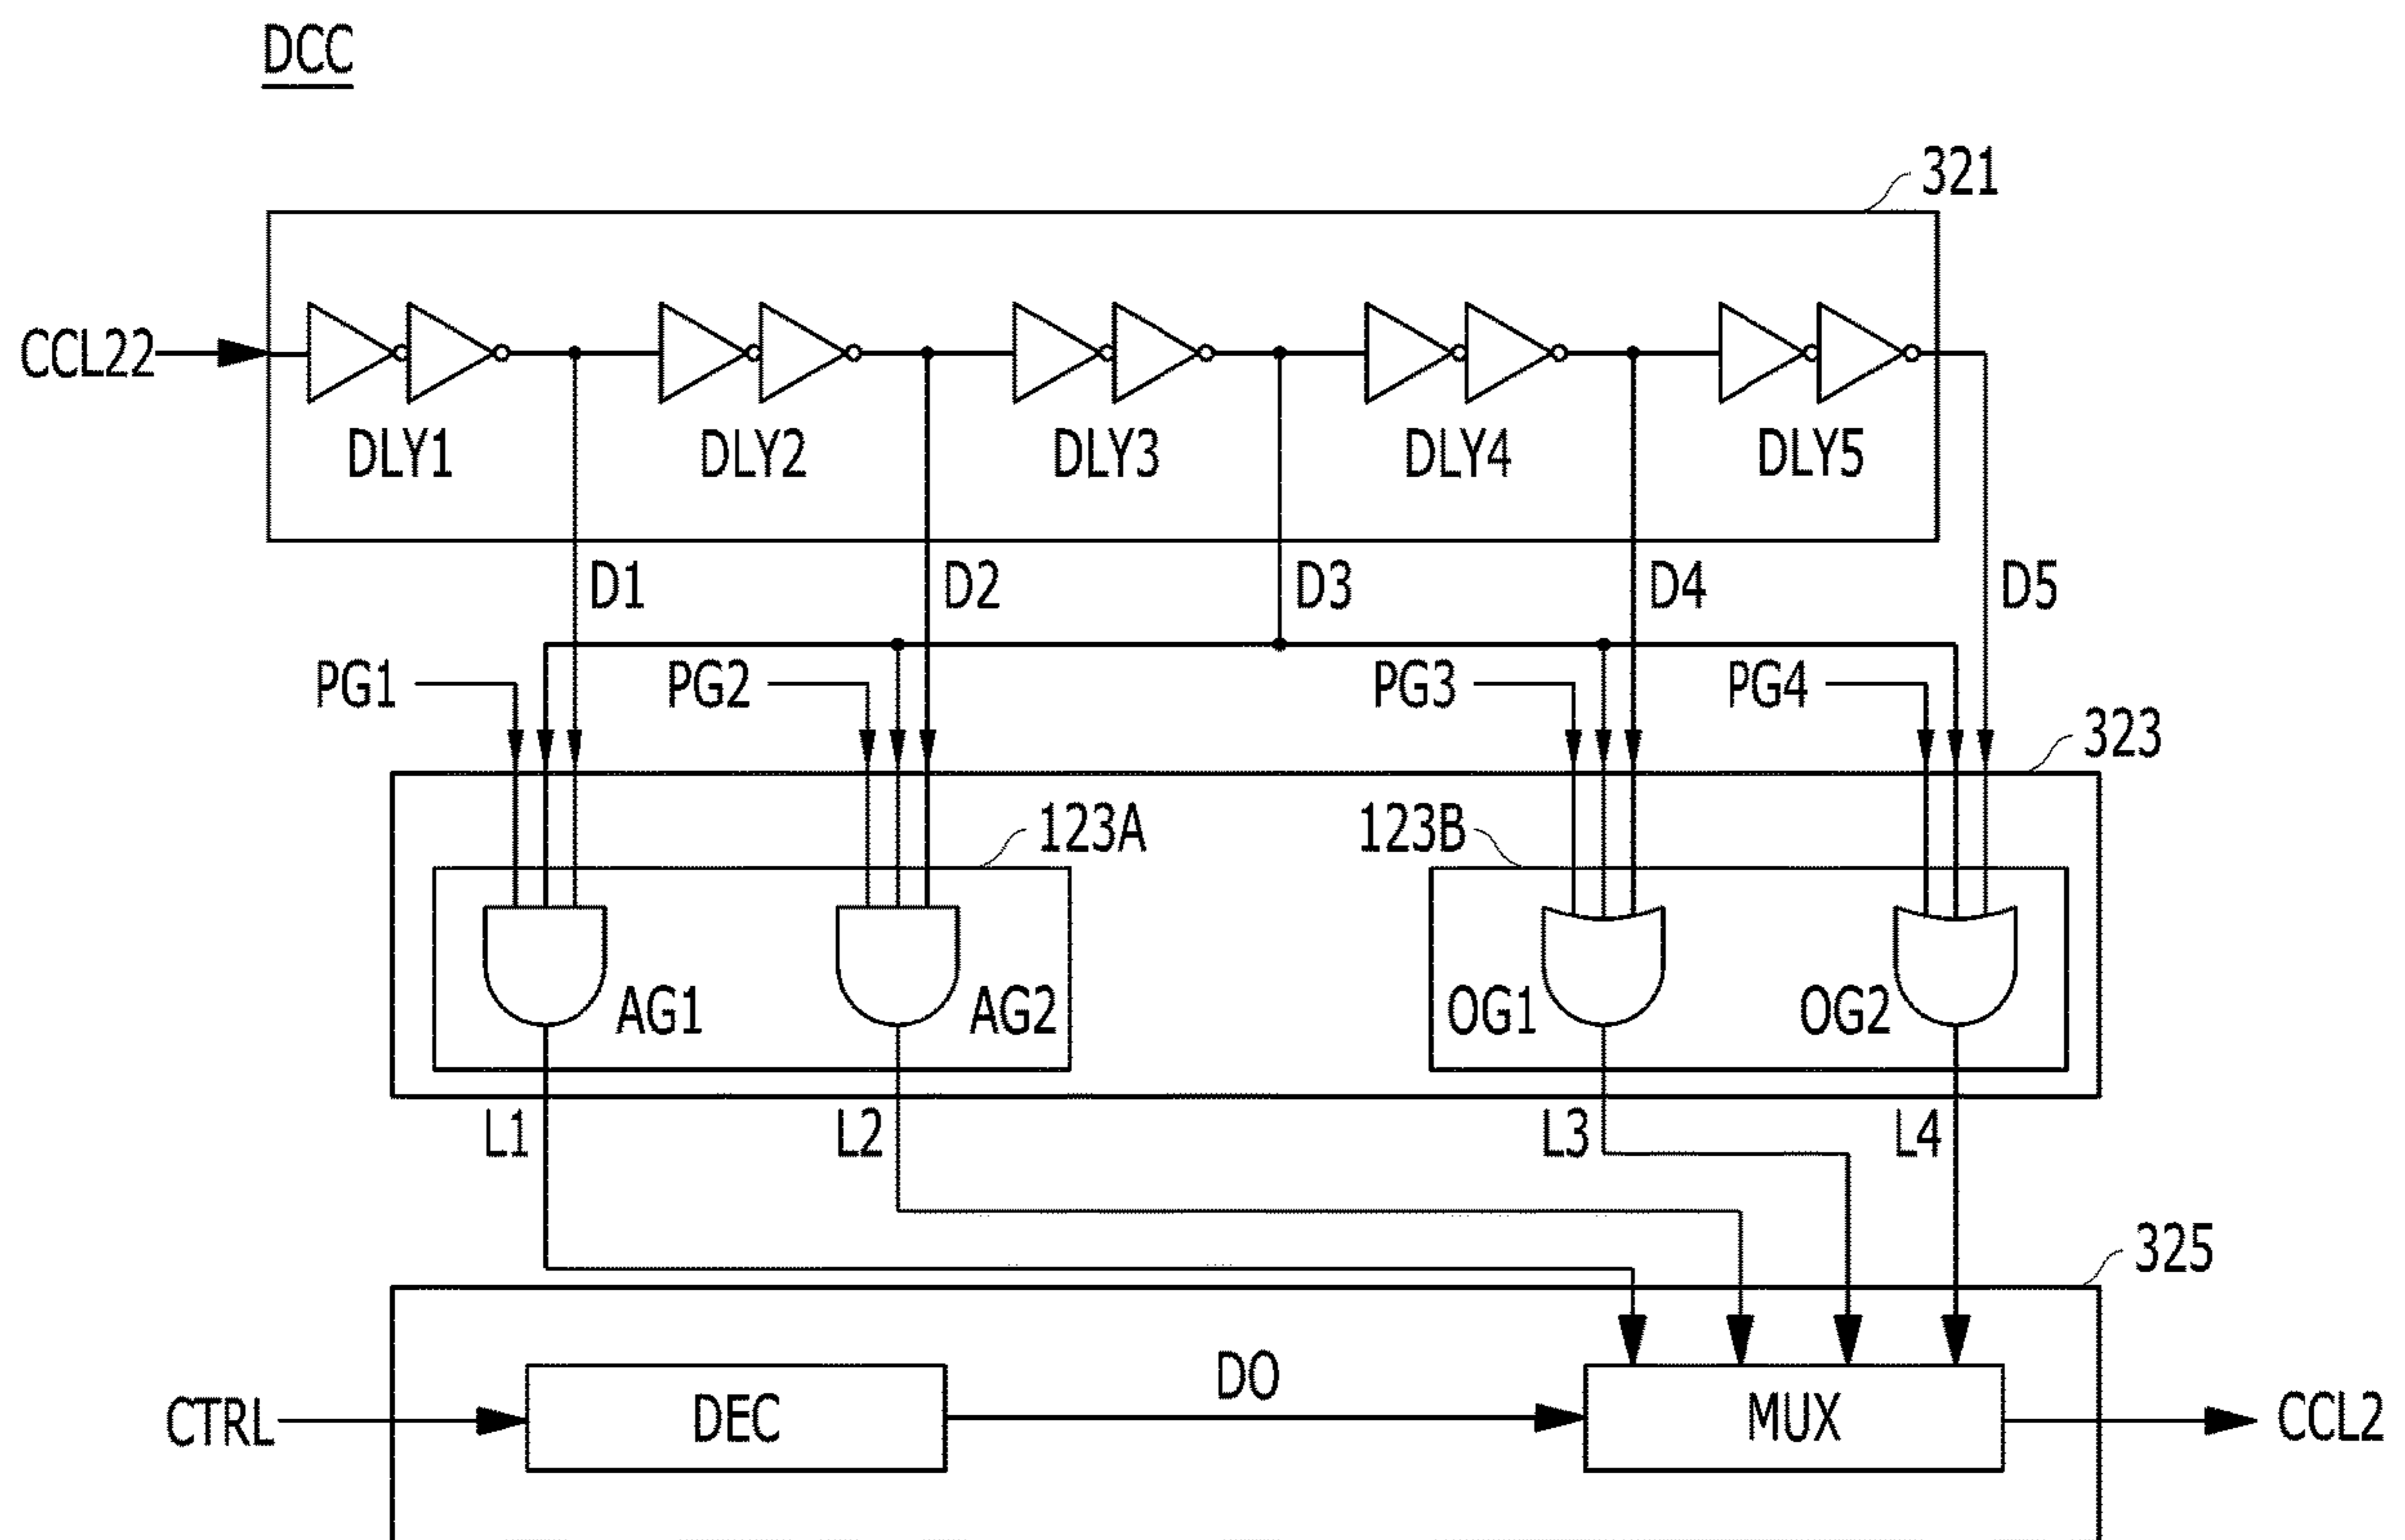 DCC
321
CCL22
DLY1 DLY2 DLY3 DLY4 DLY5
D1 D2 D3 D4 D5
PG1 PG2 PG3 PG4
323
123A 123B
AG1 AG2 OG1 OG2
L1 L2 L3 L4
325
CTRL DEC DO MUX CCL2